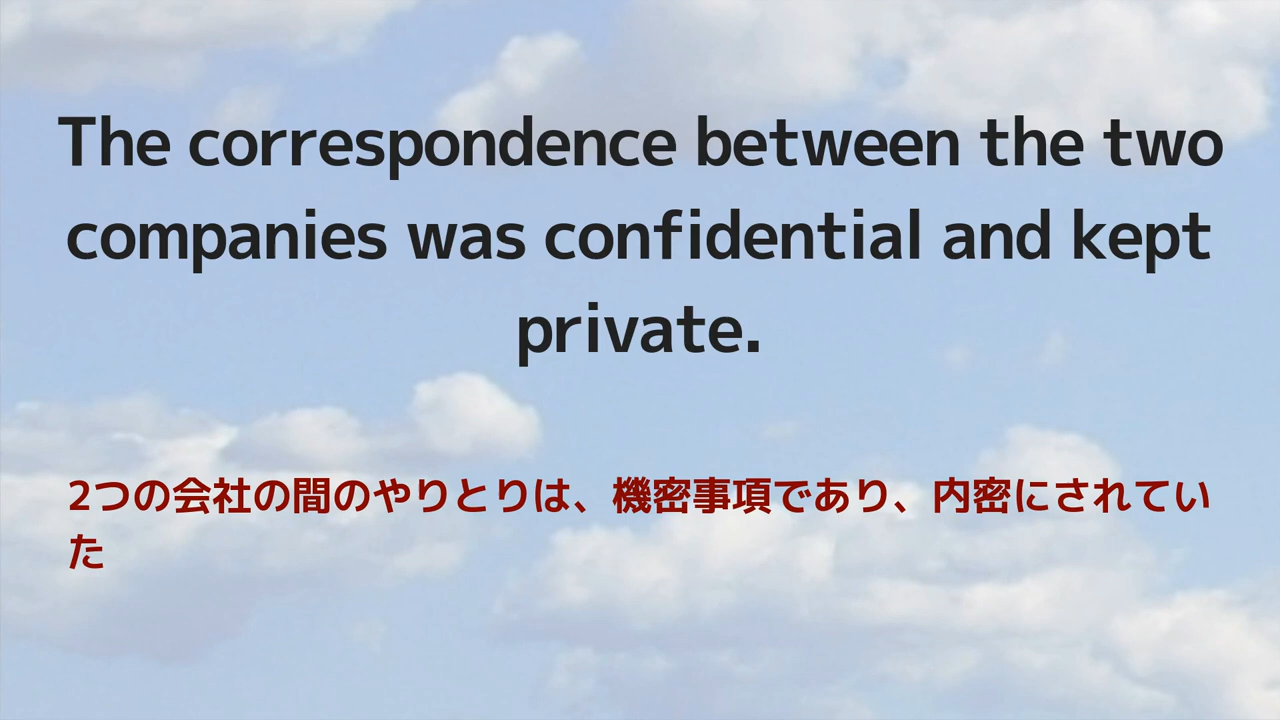 The correspondence between the two
companies was confidential and kept
private.
2つの会社の間のやりとりは、機密事項であり、内密にされてい
た